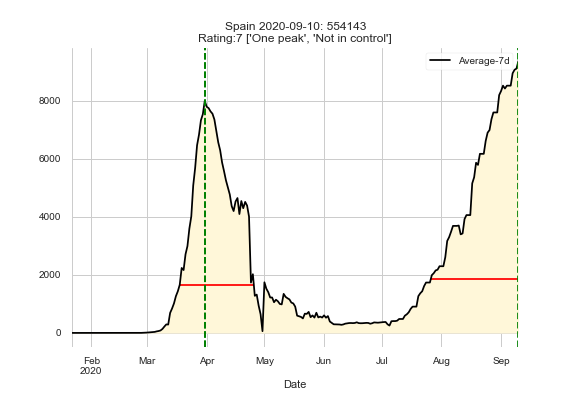 Spain 2020-09-10: 554143
Rating:7 ['One peak', 'Not in control']
Average-7d
8000
6000
4000
2000
0
Feb Mar Apr May Jun Jul Aug Sep
2020
Date